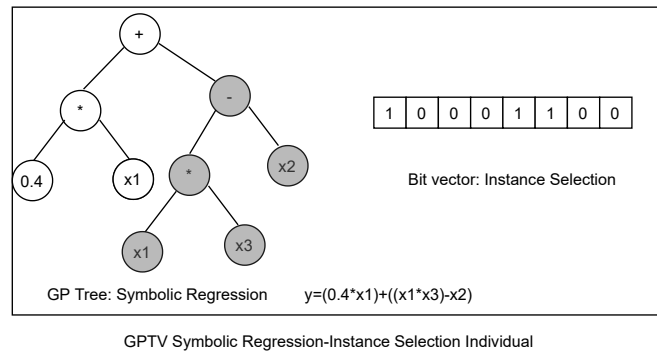 +
*
-
0.4
x1
*
x2
x1
x3
1 0 0 0 1 1 0 0
Bit vector: Instance Selection
GP Tree: Symbolic Regression y=(0.4*x1)+((x1*x3)-x2)
GPTV Symbolic Regression-Instance Selection Individual